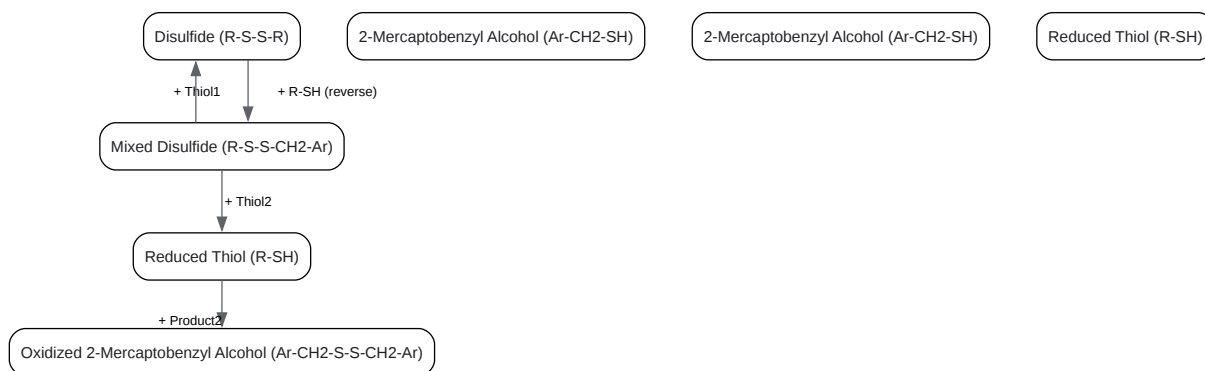 Disulfide (R-S-S-R)
2-Mercaptobenzyl Alcohol (Ar-CH2-SH)
2-Mercaptobenzyl Alcohol (Ar-CH2-SH)
Reduced Thiol (R-SH)
+ Thiol1
+ R-SH (reverse)
Mixed Disulfide (R-S-S-CH2-Ar)
+ Thiol2
Reduced Thiol (R-SH)
+ Product2
Oxidized 2-Mercaptobenzyl Alcohol (Ar-CH2-S-S-CH2-Ar)